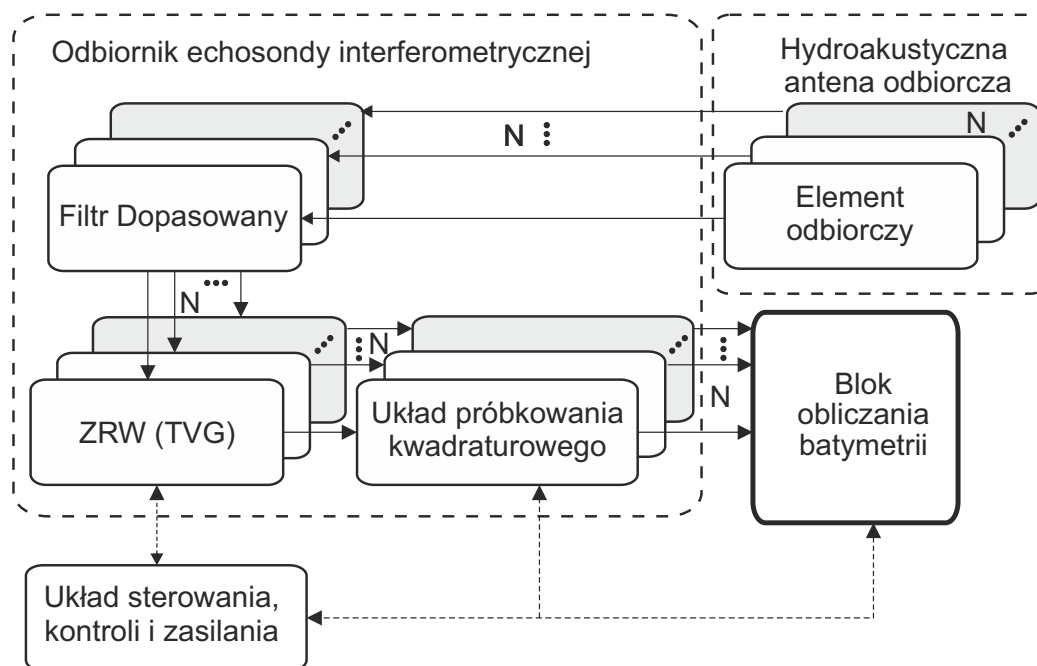 Odbiornik echosondy interferometrycznej
Hydroakustyczna
antena odbiorcza
N
N
Filtr Dopasowany
Element
odbiorczy
N
N
N
ZRW (TVG)
Układ próbkowania
kwadraturowego
Blok
obliczania
batymetrii
Układ sterowania,
kontroli i zasilania